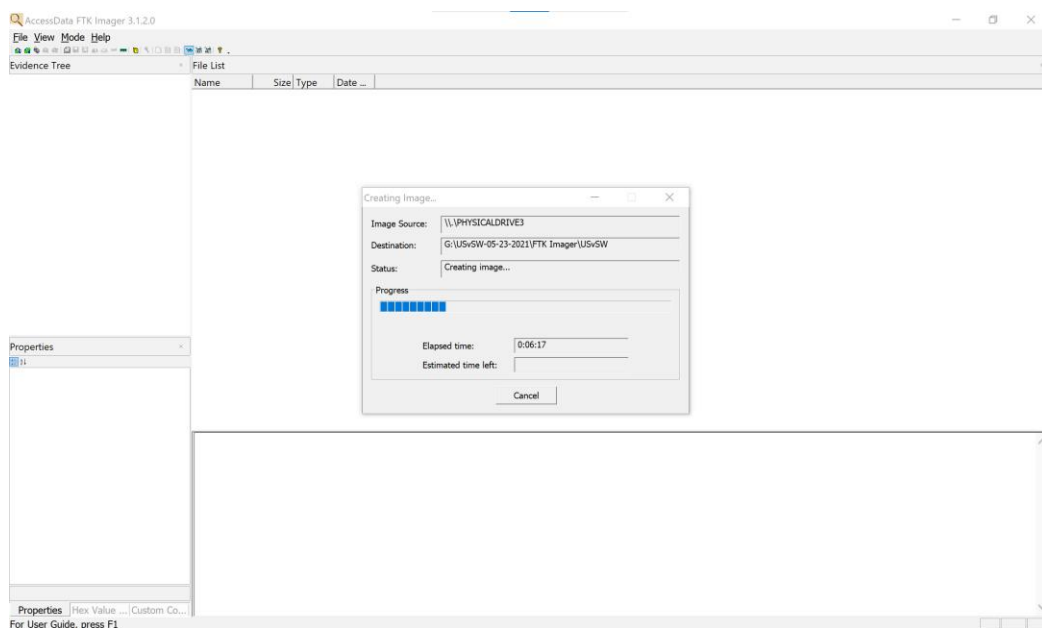 AccessData FTK Imager 3.1.2.0
File View Mode Help
Evidence Tree
File List
Name Size Type Date ...
Creating Image...
Image Source: \\.\PHYSICALDRIVE3
Destination: G:\USvSW-05-23-2021\FTK Imager\USvSW
Status: Creating image...
Progress
Elapsed time: 0:06:17
Estimated time left:
Cancel
Properties
Properties Hex Value ... Custom Co...
For User Guide, press F1